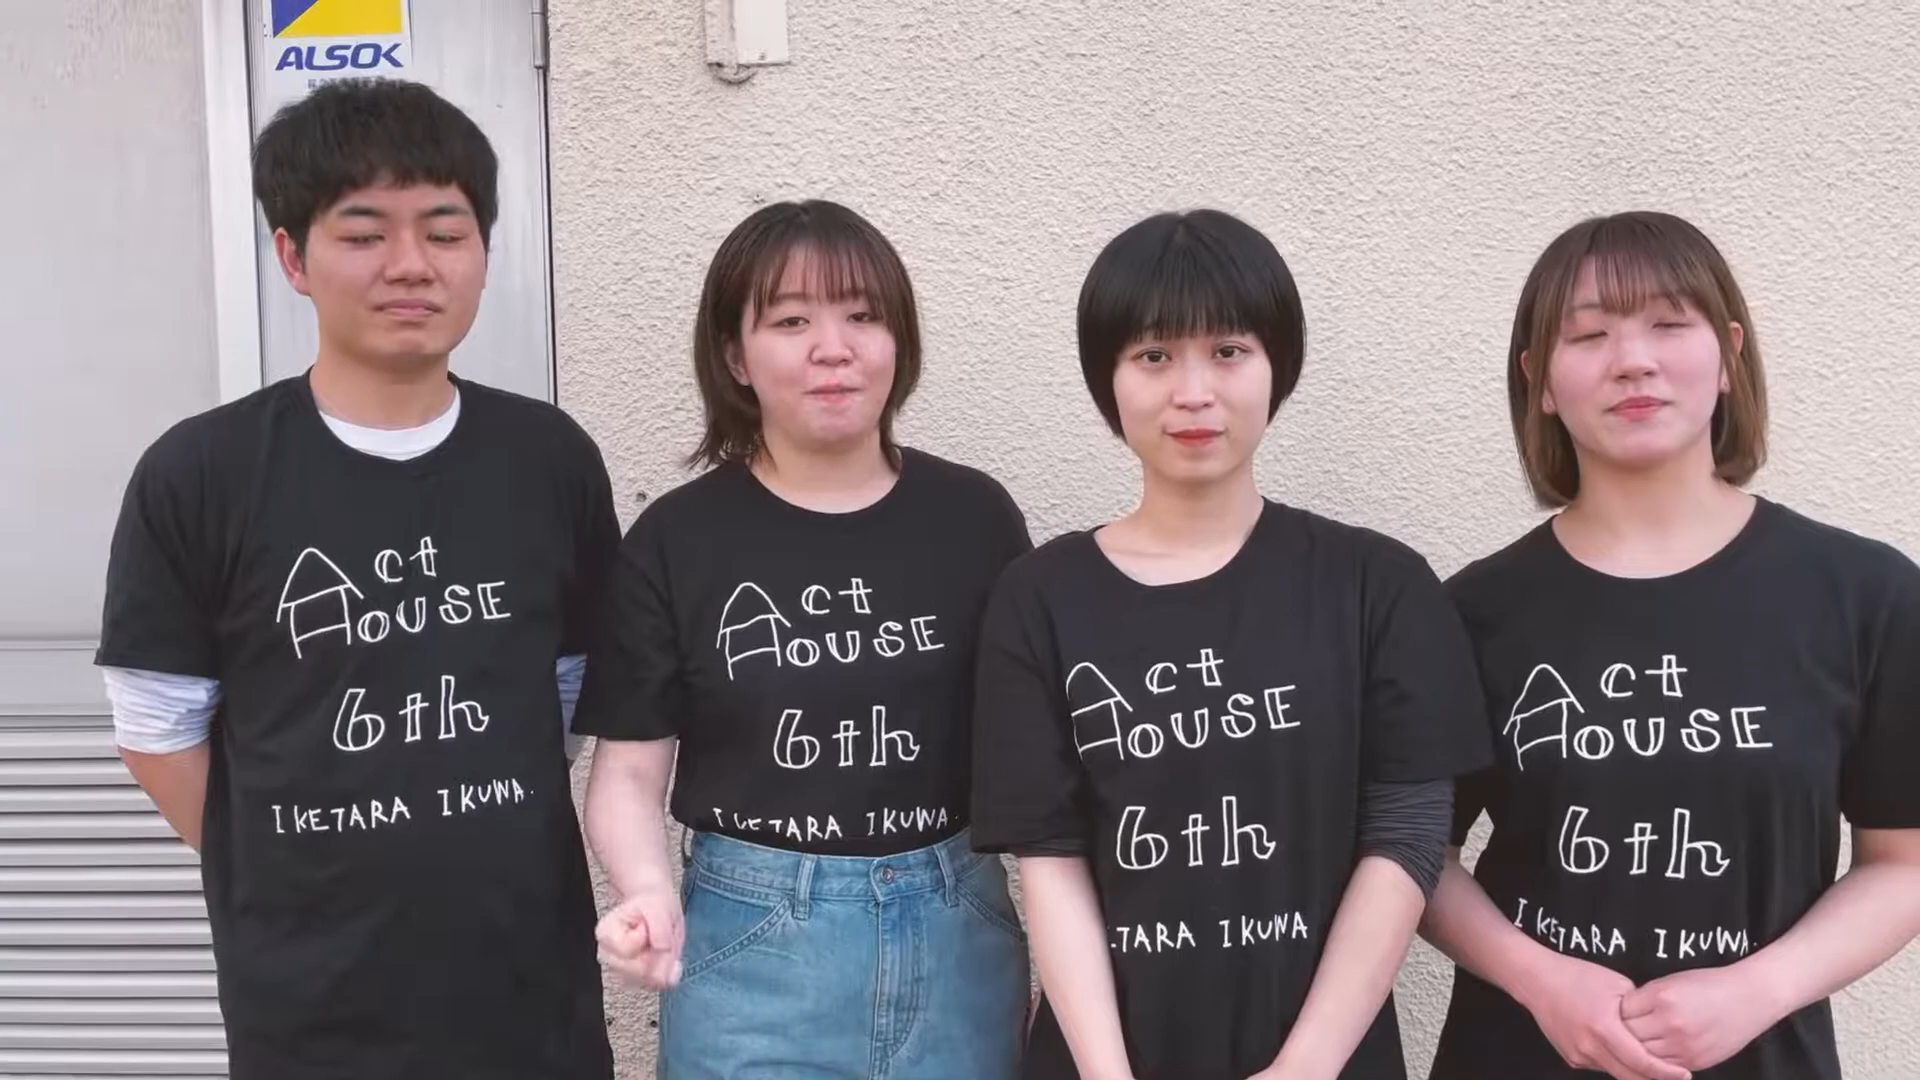 ALSOK
Act
HOUSE
6th
IKETARA IKUWA.
Act
HOUSE
6th
IKETARA IKUWA.
Act
HOUSE
6th
TARA IKUWA
Act
HOUSE
6th
IKETARA IKUWA.